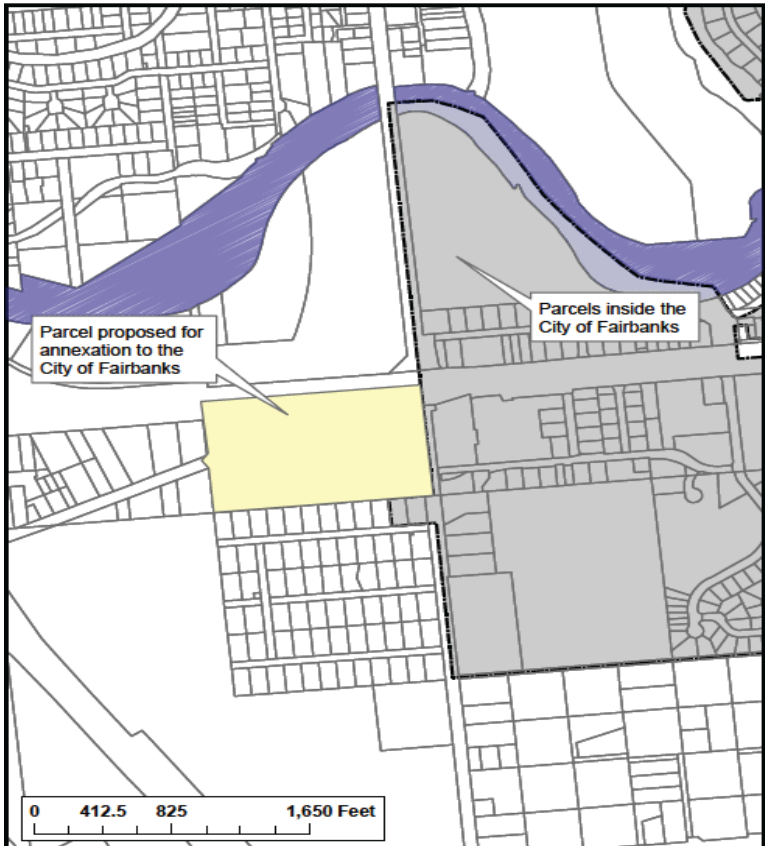 Parcels inside the
City of Fairbanks
Parcel proposed for
annexation to the
City of Fairbanks
0 412.5 825 1,650 Feet